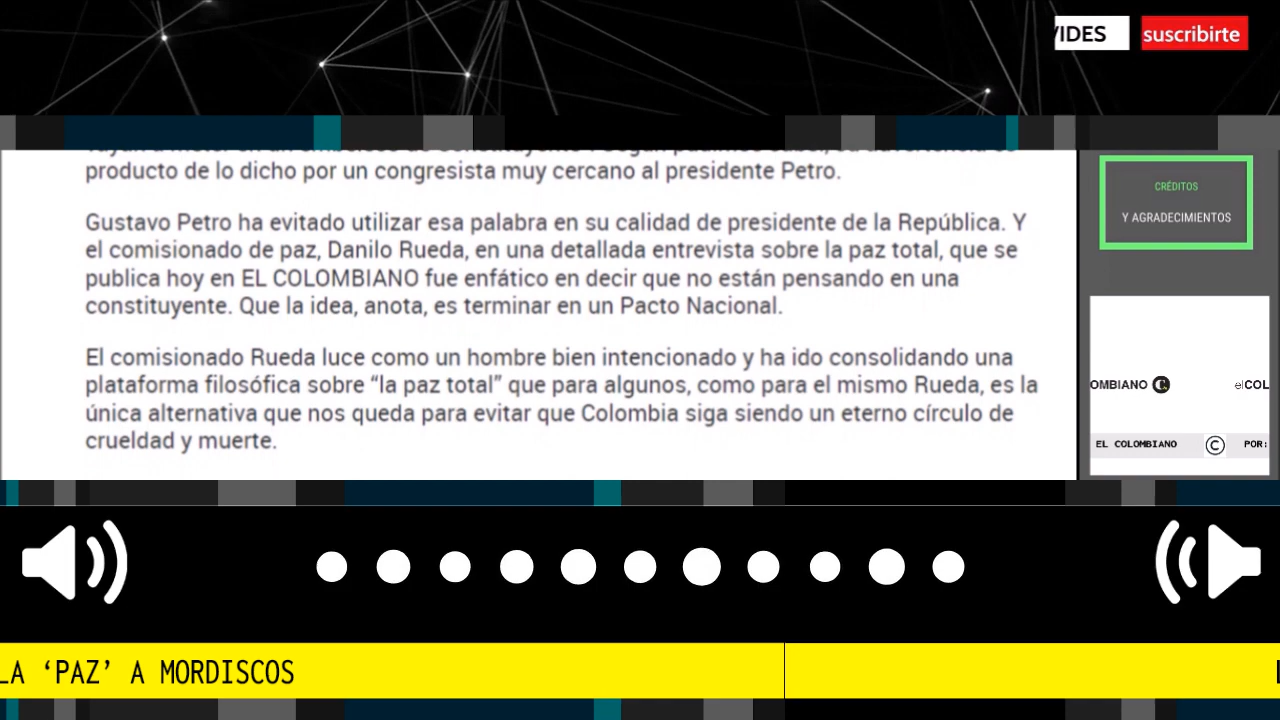 VIDES
suscribirte
producto de lo dicho por un congresista muy cercano al presidente Petro.
Gustavo Petro ha evitado utilizar esa palabra en su calidad de presidente de la República. Y
el comisionado de paz, Danilo Rueda, en una detallada entrevista sobre la paz total, que se
publica hoy en EL COLOMBIANO fue enfático en decir que no están pensando en una
constituyente. Que la idea, anota, es terminar en un Pacto Nacional.
El comisionado Rueda luce como un hombre bien intencionado y ha ido consolidando una
plataforma filosófica sobre “la paz total” que para algunos, como para el mismo Rueda, es la
única alternativa que nos queda para evitar que Colombia siga siendo un eterno círculo de
crueldad y muerte.
CRÉDITOS
Y AGRADECIMIENTOS
OMBIANO C elCOL
EL COLOMBIANO © POR:
LA ‘PAZ’ A MORDISCOS